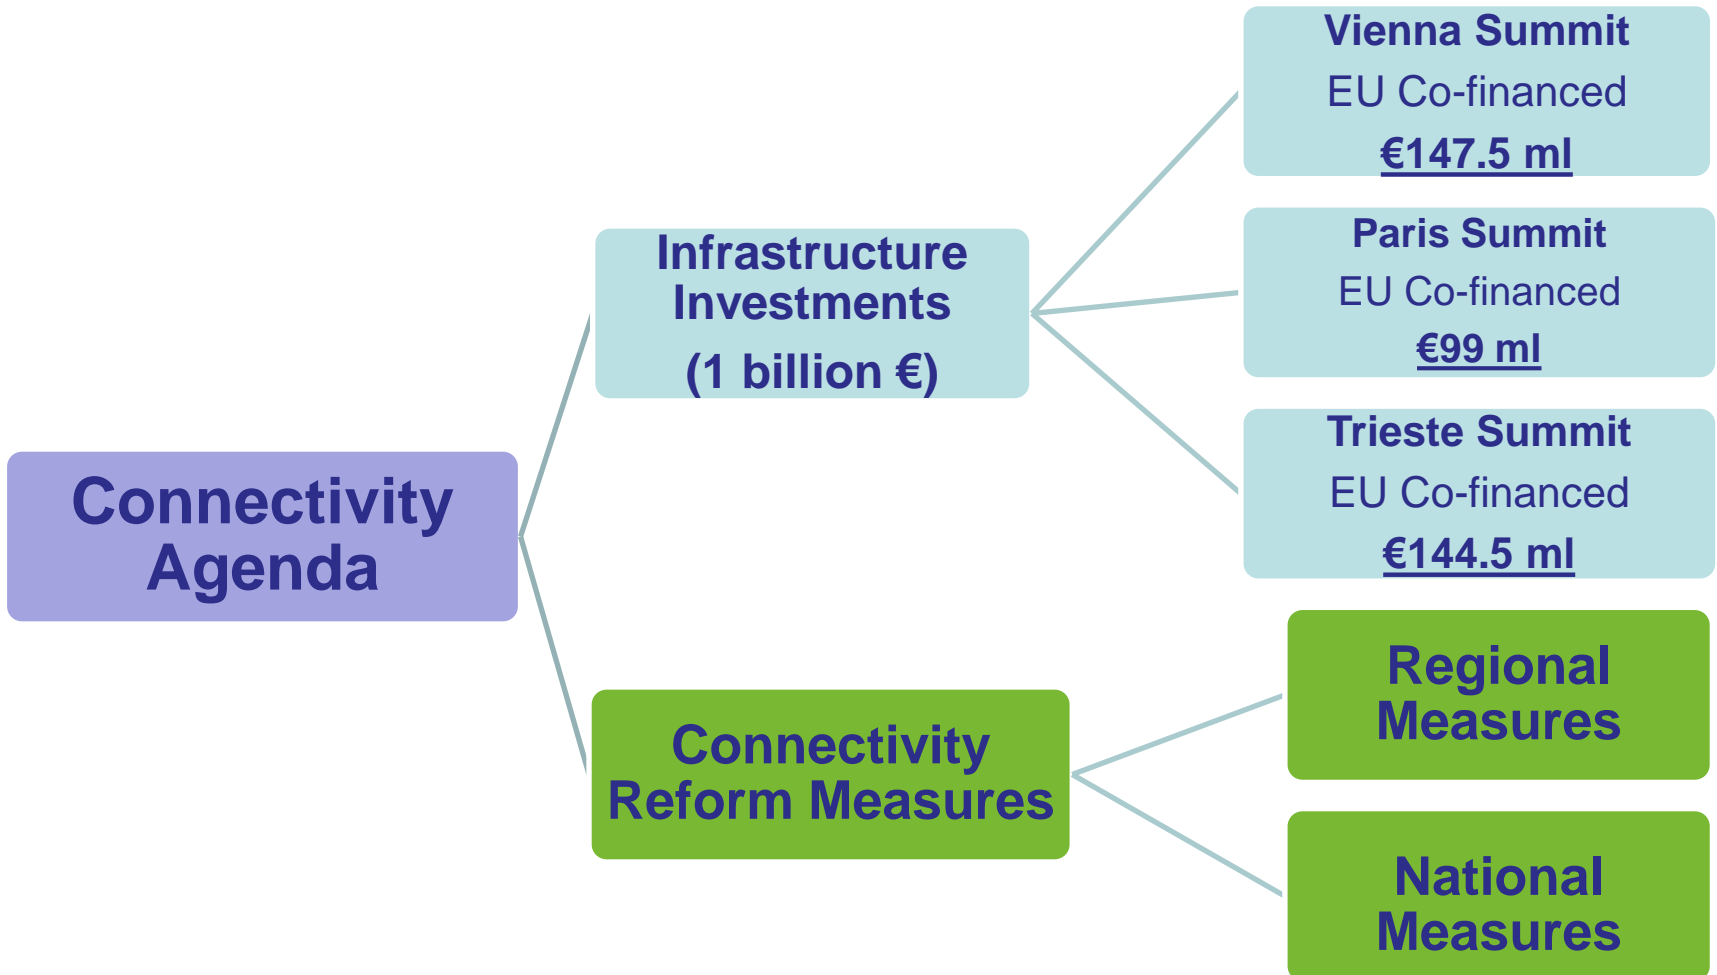 Connectivity
Agenda
Infrastructure
Investments
(1 billion €)
Vienna Summit
EU Co-financed
€147.5 ml
Paris Summit
EU Co-financed
€99 ml
Trieste Summit
EU Co-financed
€144.5 ml
Connectivity
Reform Measures
Regional
Measures
National
Measures